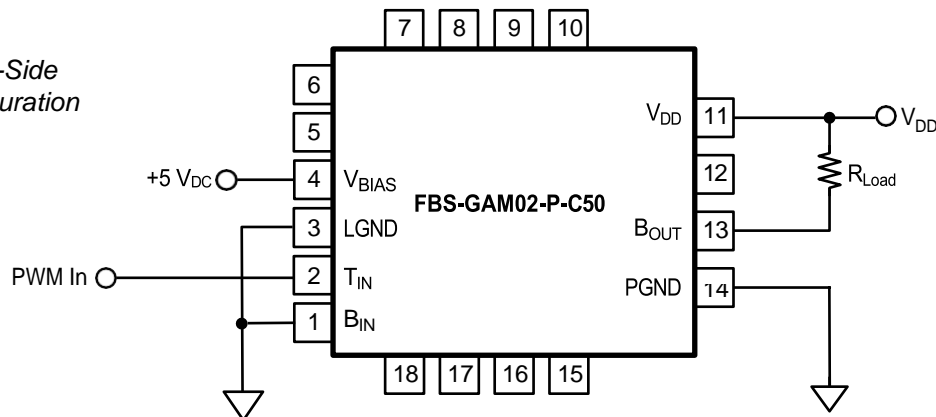 7 8 9 10
-Side
uration
6
5
+5 VDC 4 VBIAS
3 LGND
PWM In 2 TIN
1 BIN
FBS-GAM02-P-C50
VDD 11 VDD
12
RLoad
BOUT 13
PGND 14
18 17 16 15